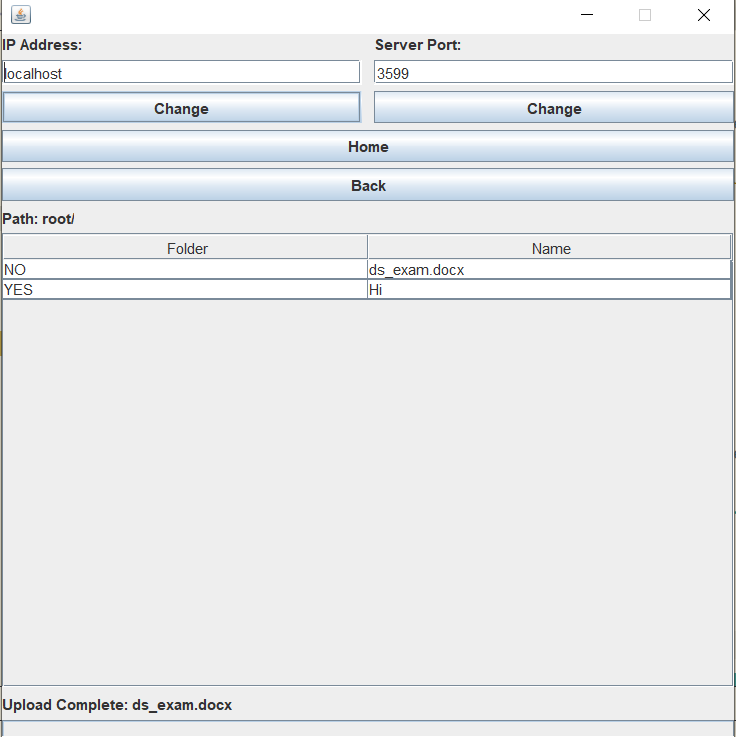 IP Address: Server Port:
localhost 3599
Change Change
Home
Back
Path: root/
Folder Name
NO ds_exam.docx
YES Hi
Upload Complete: ds_exam.docx